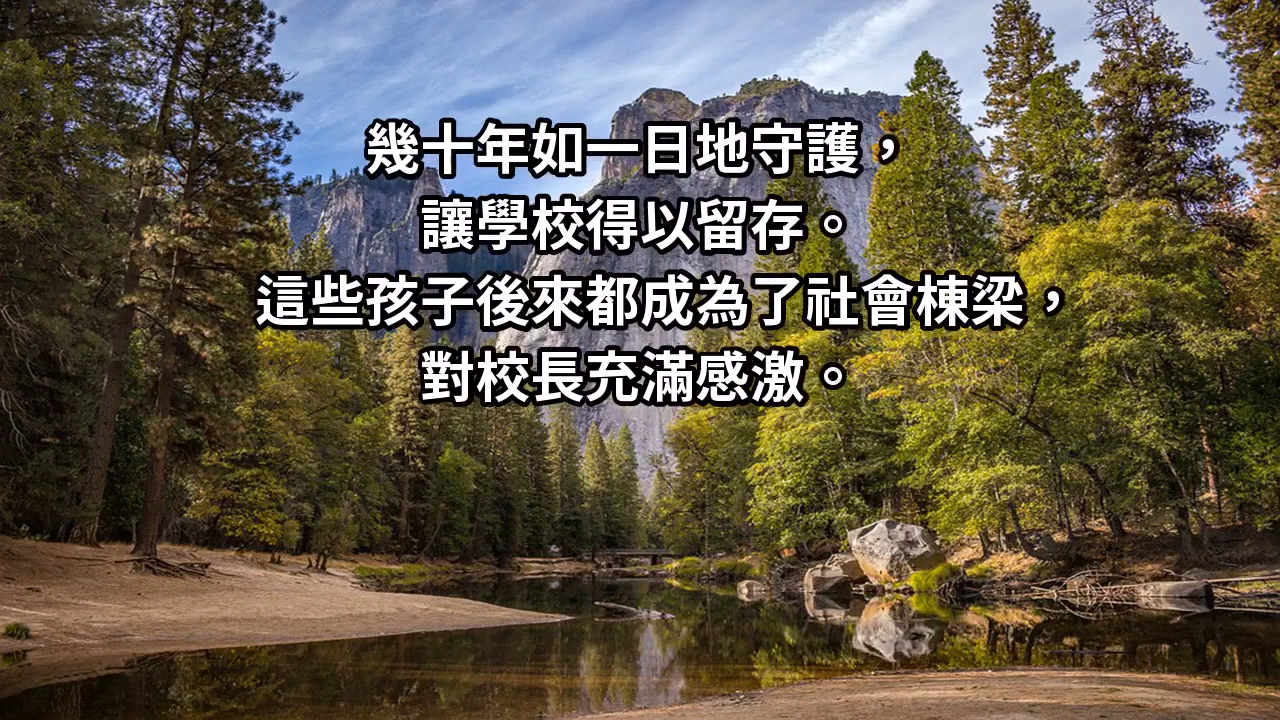 幾十年如一日地守護，
讓學校得以留存。
這些孩子後來都成為了社會棟梁，
對校長充滿感激。